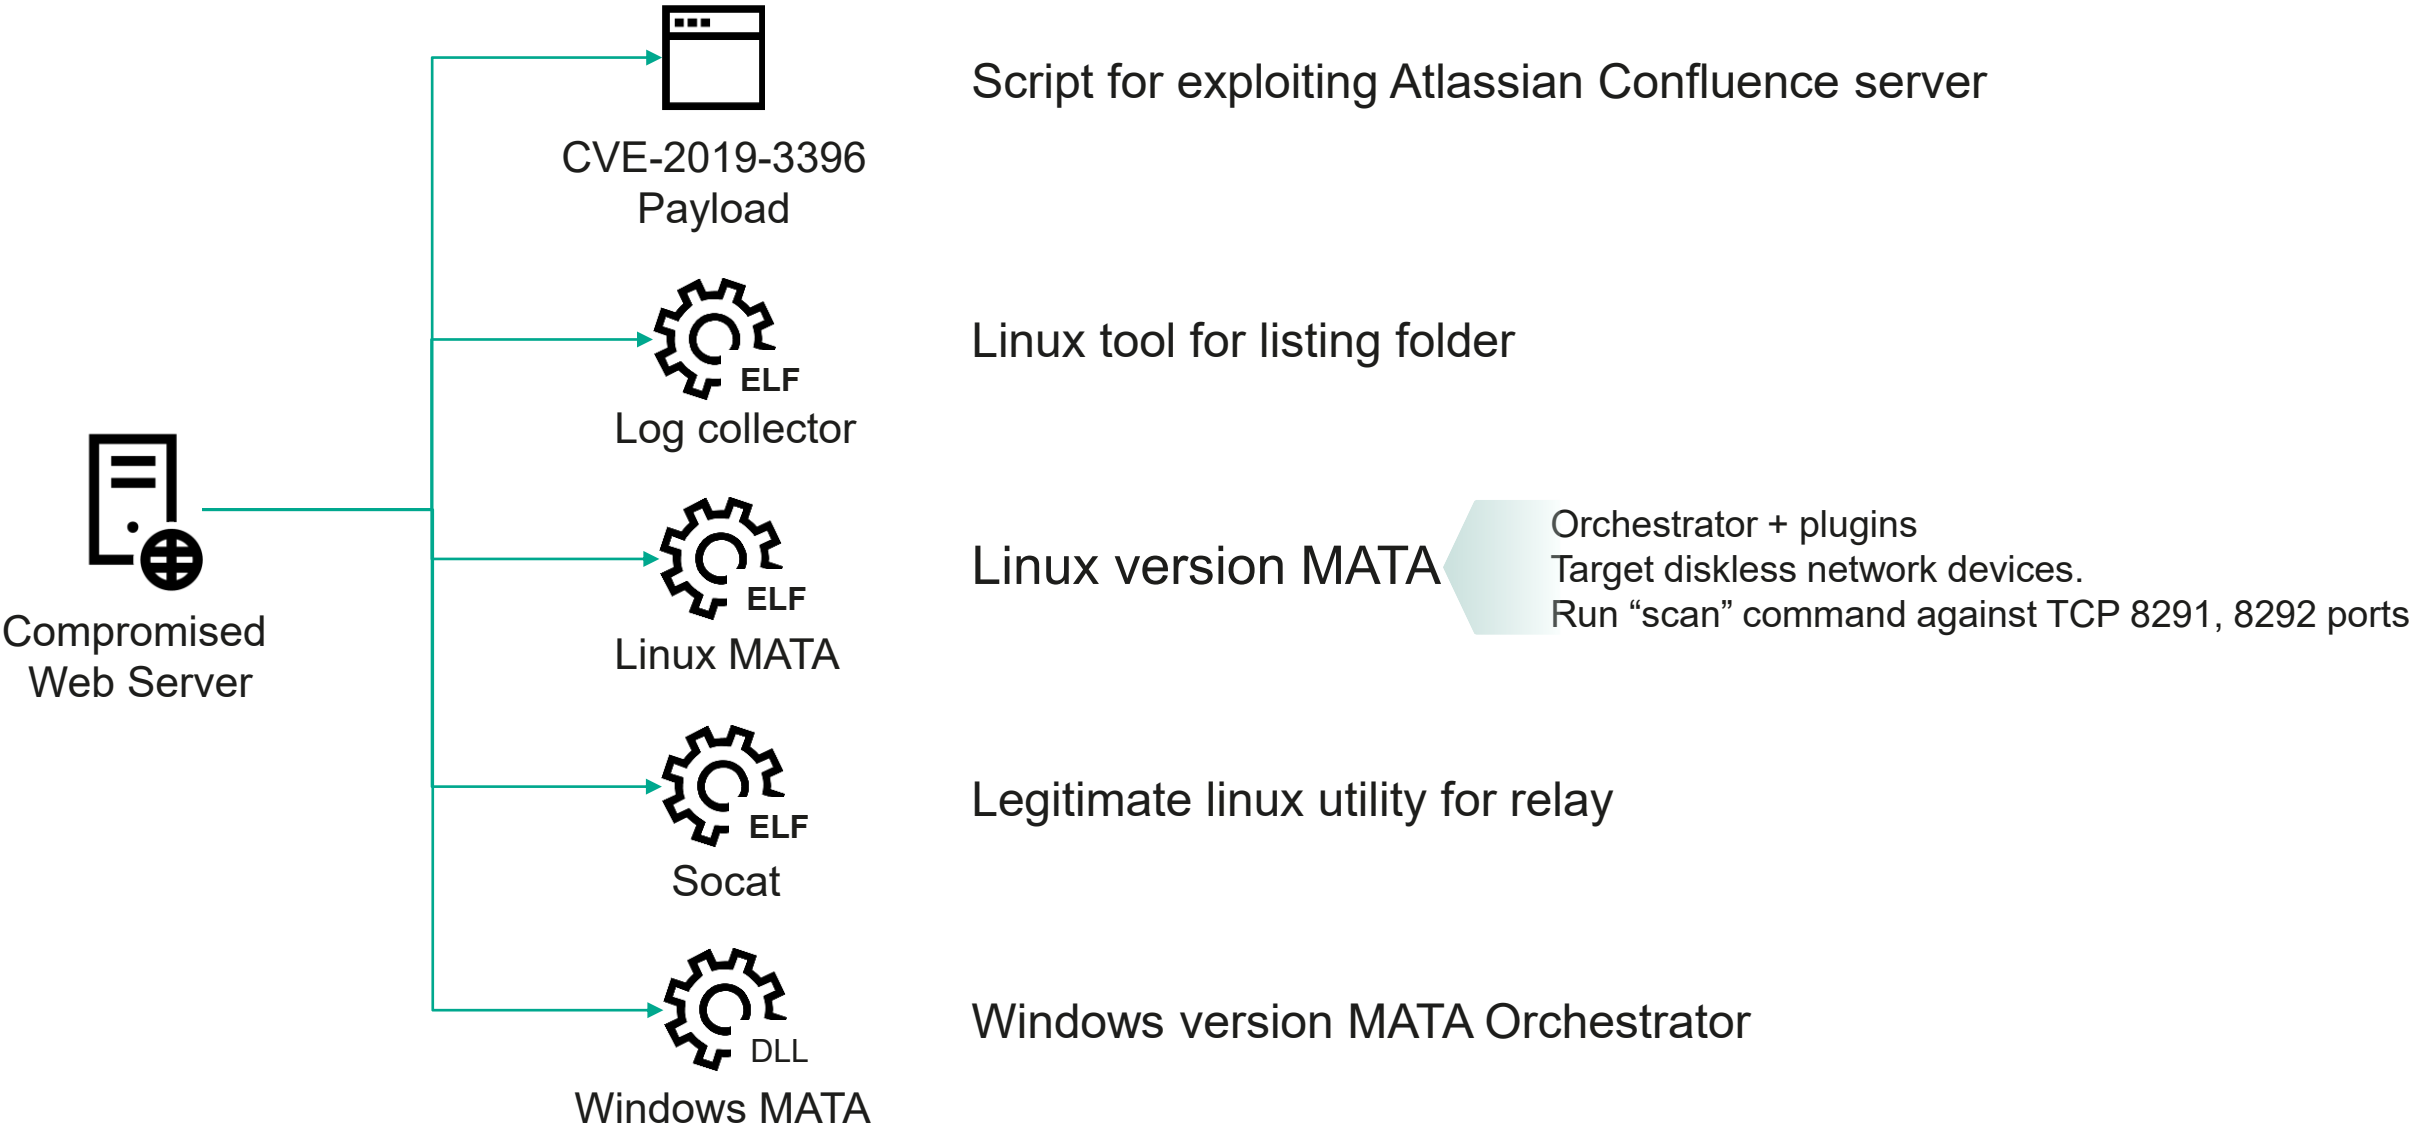 Script for exploiting Atlassian Confluence server
CVE-2019-3396
Payload
Linux tool for listing folder
ELF
Log collector
Orchestrator + plugins
Linux version MATA
Target diskless network devices.
Run “scan” command against TCP 8291, 8292 ports
ELF
Linux MATA
Compromised
Web Server
Legitimate linux utility for relay
ELF
Socat
Windows version MATA Orchestrator
DLL
Windows MATA